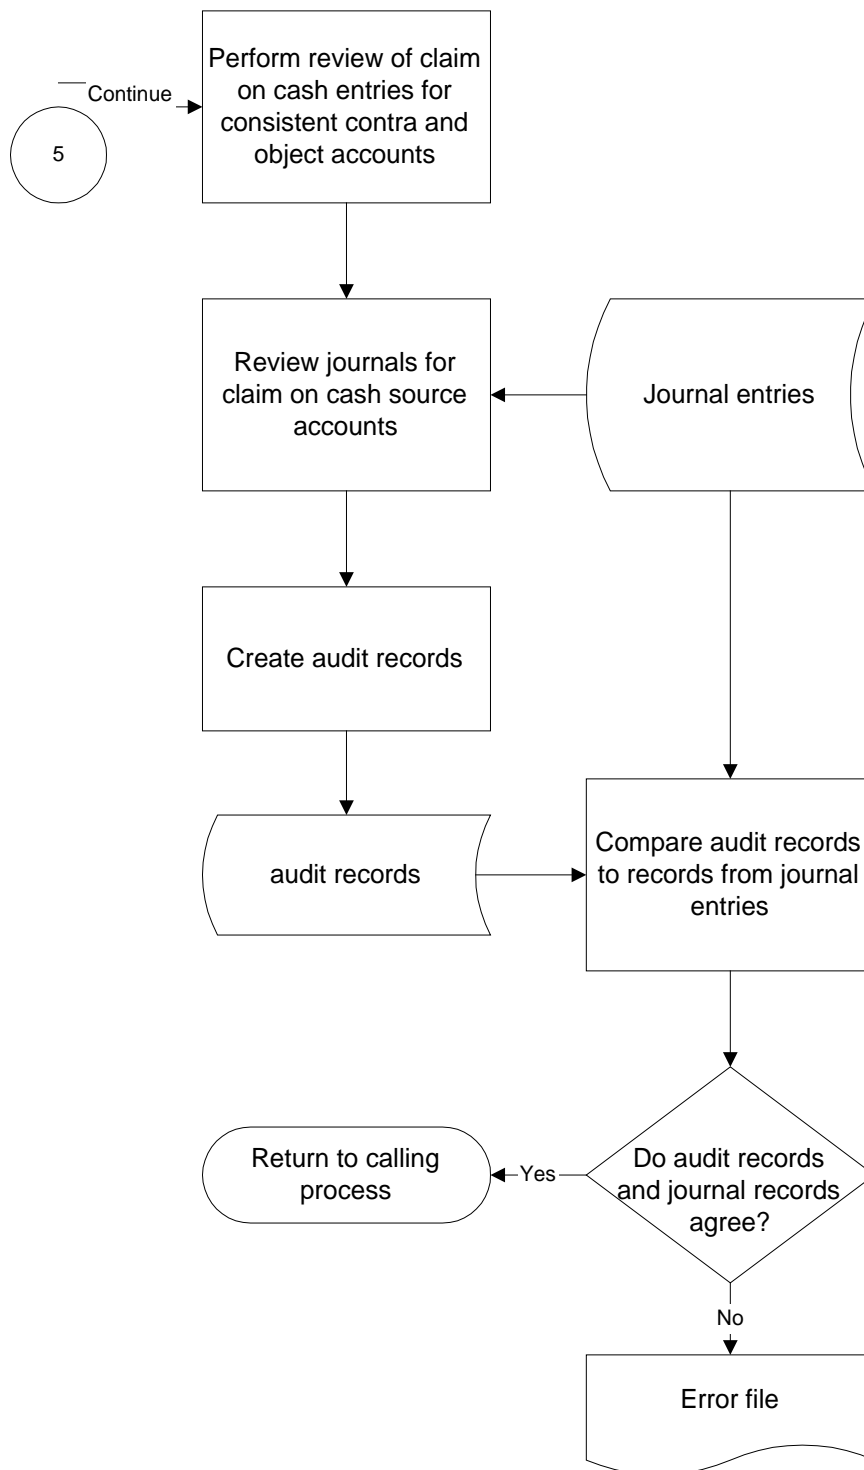 Perform review of claim
on cash entries for
consistent contra and
object accounts
Continue
5
Review journals for
claim on cash source
accounts
Journal entries
Create audit records
audit records
Compare audit records
to records from journal
entries
Return to calling
process
Yes
Do audit records
and journal records
agree?
No
Error file